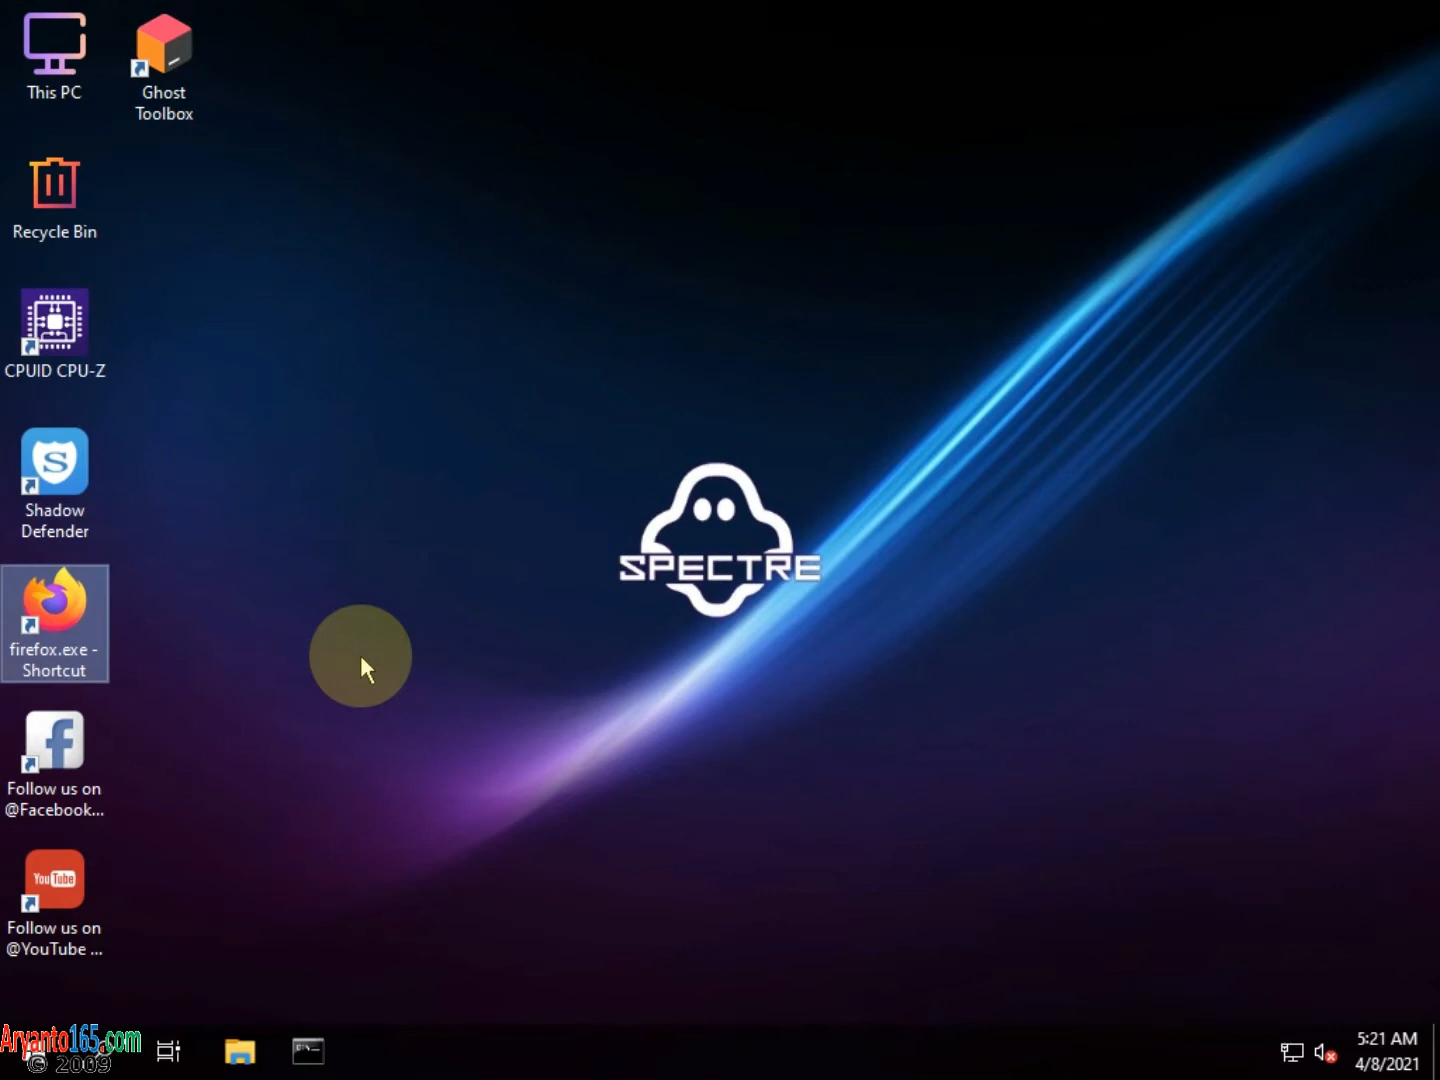 This PC
Ghost
Toolbox
Recycle Bin
CPUID CPU-Z
S
Shadow
Defender
firefox.exe -
Shortcut
SPECTRE
f
Follow us on
@Facebook...
YouTube
Follow us on
@YouTube ...
Aryanto165.com
© 2009
5:21 AM
4/8/2021